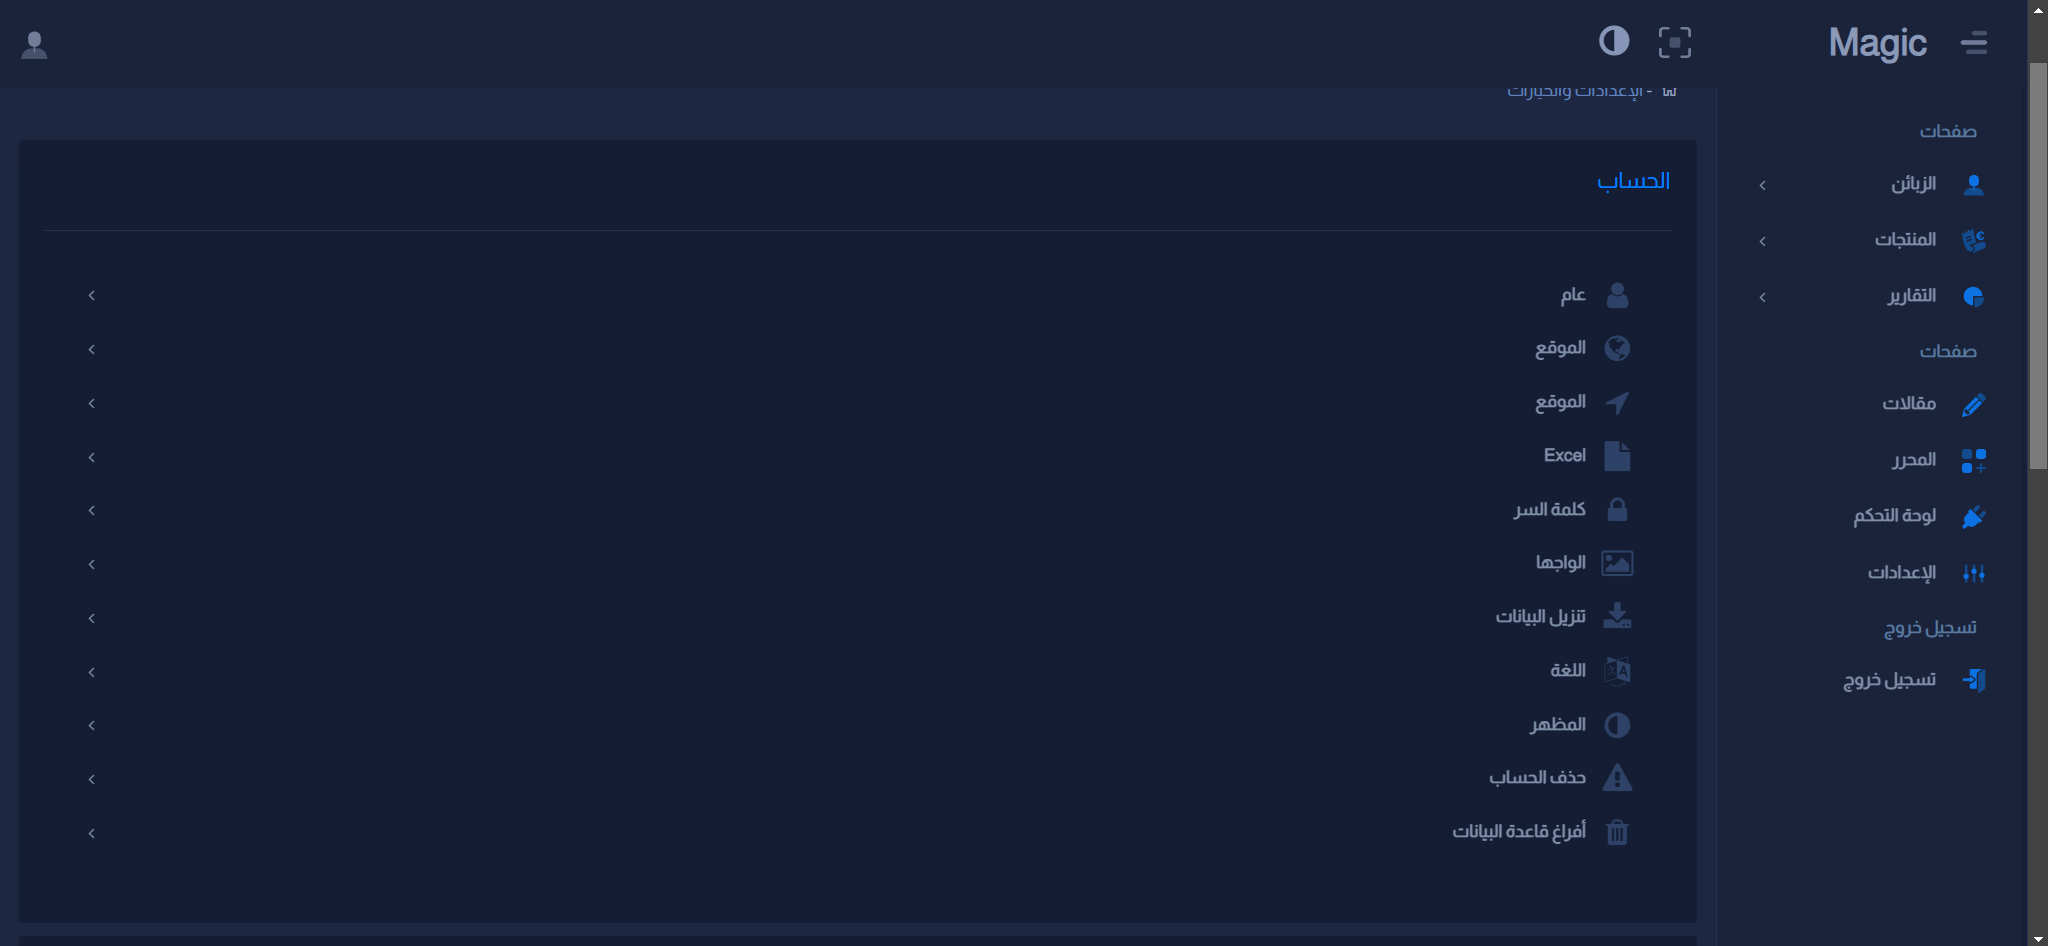 Magic
- الإعدادات والخيارات
صفحات
الزبائن
المنتجات
التقارير
صفحات
مقالات
المحرر
لوحة التحكم
الإعدادات
تسجيل خروج
تسجيل خروج
الحساب
عام
الموقع
الموقع
Excel
كلمة السر
الواجها
تنزيل البيانات
اللغة
المظهر
حذف الحساب
أفراغ قاعدة البيانات